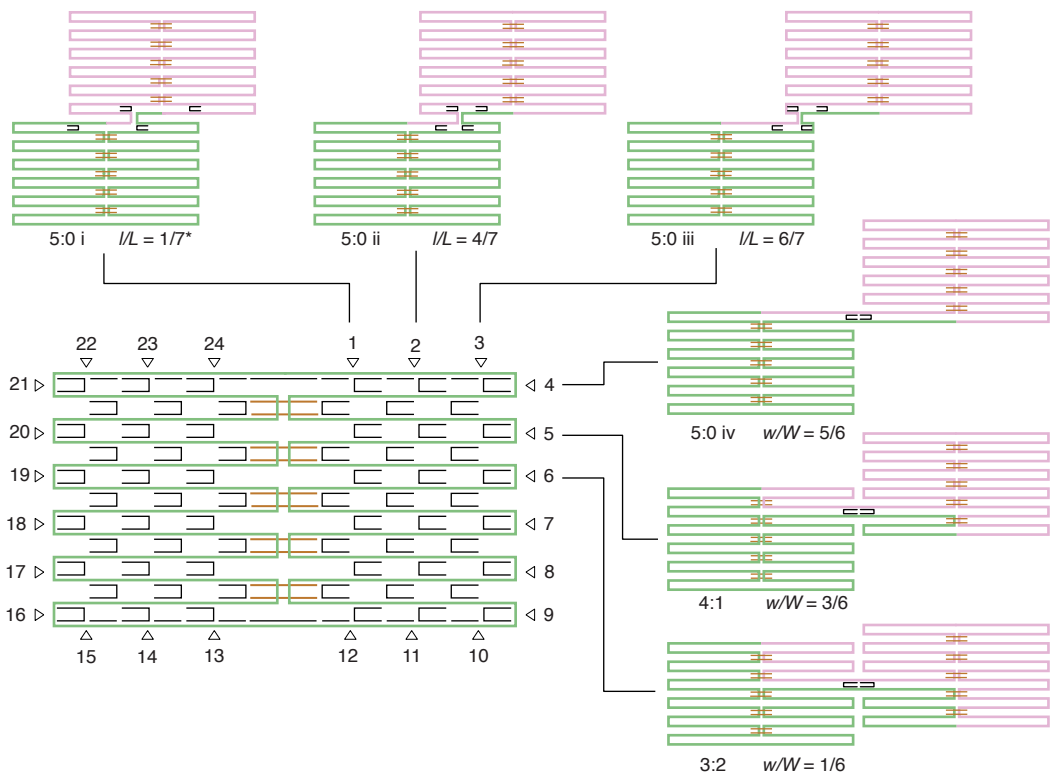 5:0 i l/L = 1/7*
5:0 ii l/L = 4/7
5:0 iii l/L = 6/7
22 23 24 1 2 3
21 4
20 5
19 6
18 7
17 8
16 9
15 14 13 12 11 10
5:0 iv w/W = 5/6
4:1 w/W = 3/6
3:2 w/W = 1/6